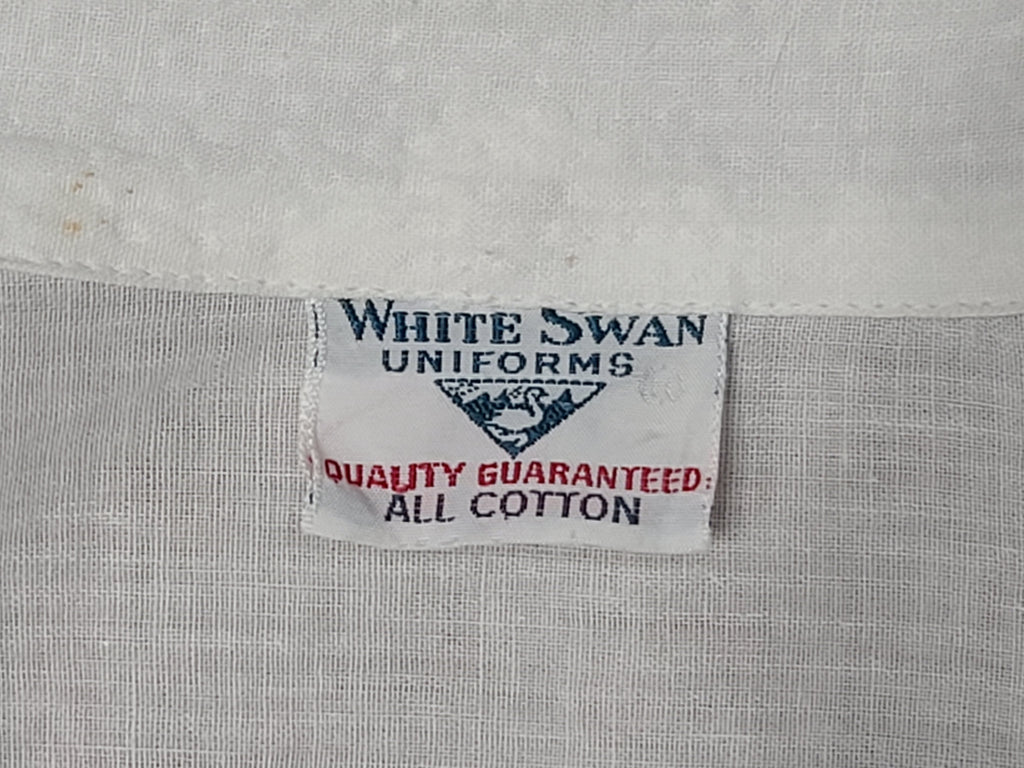 WHITE SWAN
UNIFORMS
QUALITY GUARANTEED:
ALL COTTON